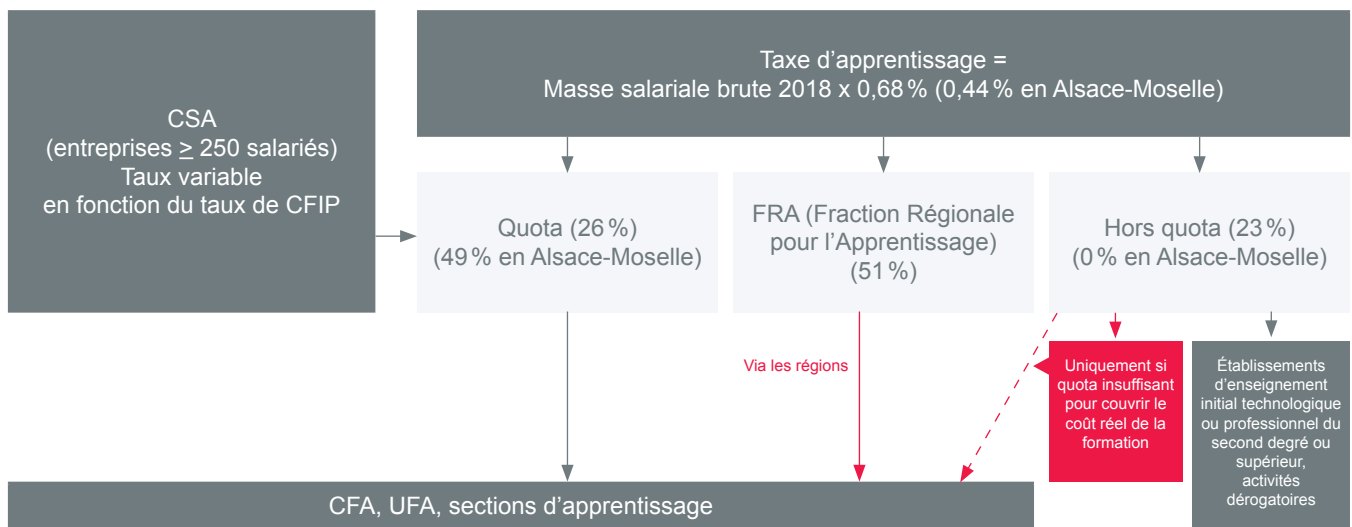 CSA
(entreprises ≥ 250 salariés)
Taux variable
en fonction du taux de CFIP
Taxe d’apprentissage =
Masse salariale brute 2018 x 0,68 % (0,44 % en Alsace-Moselle)
Quota (26 %)
(49 % en Alsace-Moselle)
FRA (Fraction Régionale
pour l’Apprentissage)
(51 %)
Hors quota (23 %)
(0 % en Alsace-Moselle)
Via les régions
Uniquement si
quota insuffisant
pour couvrir le
coût réel de la
formation
Établissements
d’enseignement
initial technologique
ou professionnel du
second degré ou
supérieur,
activités
dérogatoires
CFA, UFA, sections d’apprentissage